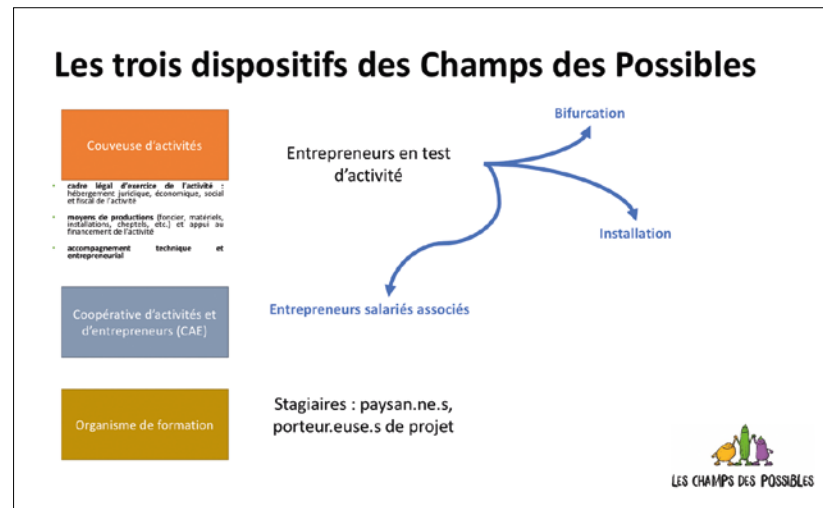 Les trois dispositifs des Champs des Possibles
Couveuse d'activités
• cadre légal d'exercice de l'activité :
hébergement juridique, économique, social
et fiscal de l'activité
• moyens de productions (foncier, matériels,
installations, cheptels, etc.) et appui au
financement de l'activité
• accompagnement technique et
entrepreneurial
Entrepreneurs en test
d'activité
Bifurcation
Installation
Coopérative d'activités et
d'entrepreneurs (CAE)
Entrepreneurs salariés associés
Organisme de formation
Stagiaires : paysan.ne.s,
porteur.euse.s de projet
LES CHAMPS DES POSSIBLES